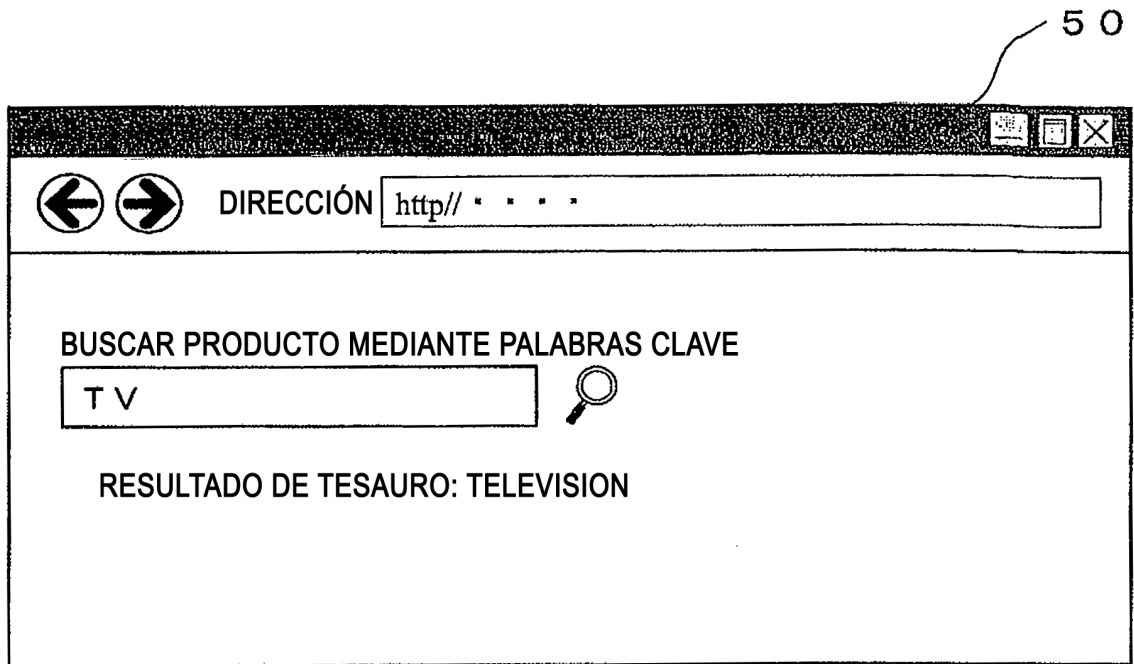 50
DIRECCIÓN http// ・ ・ ・ ・
BUSCAR PRODUCTO MEDIANTE PALABRAS CLAVE
TV
RESULTADO DE TESAURO: TELEVISION